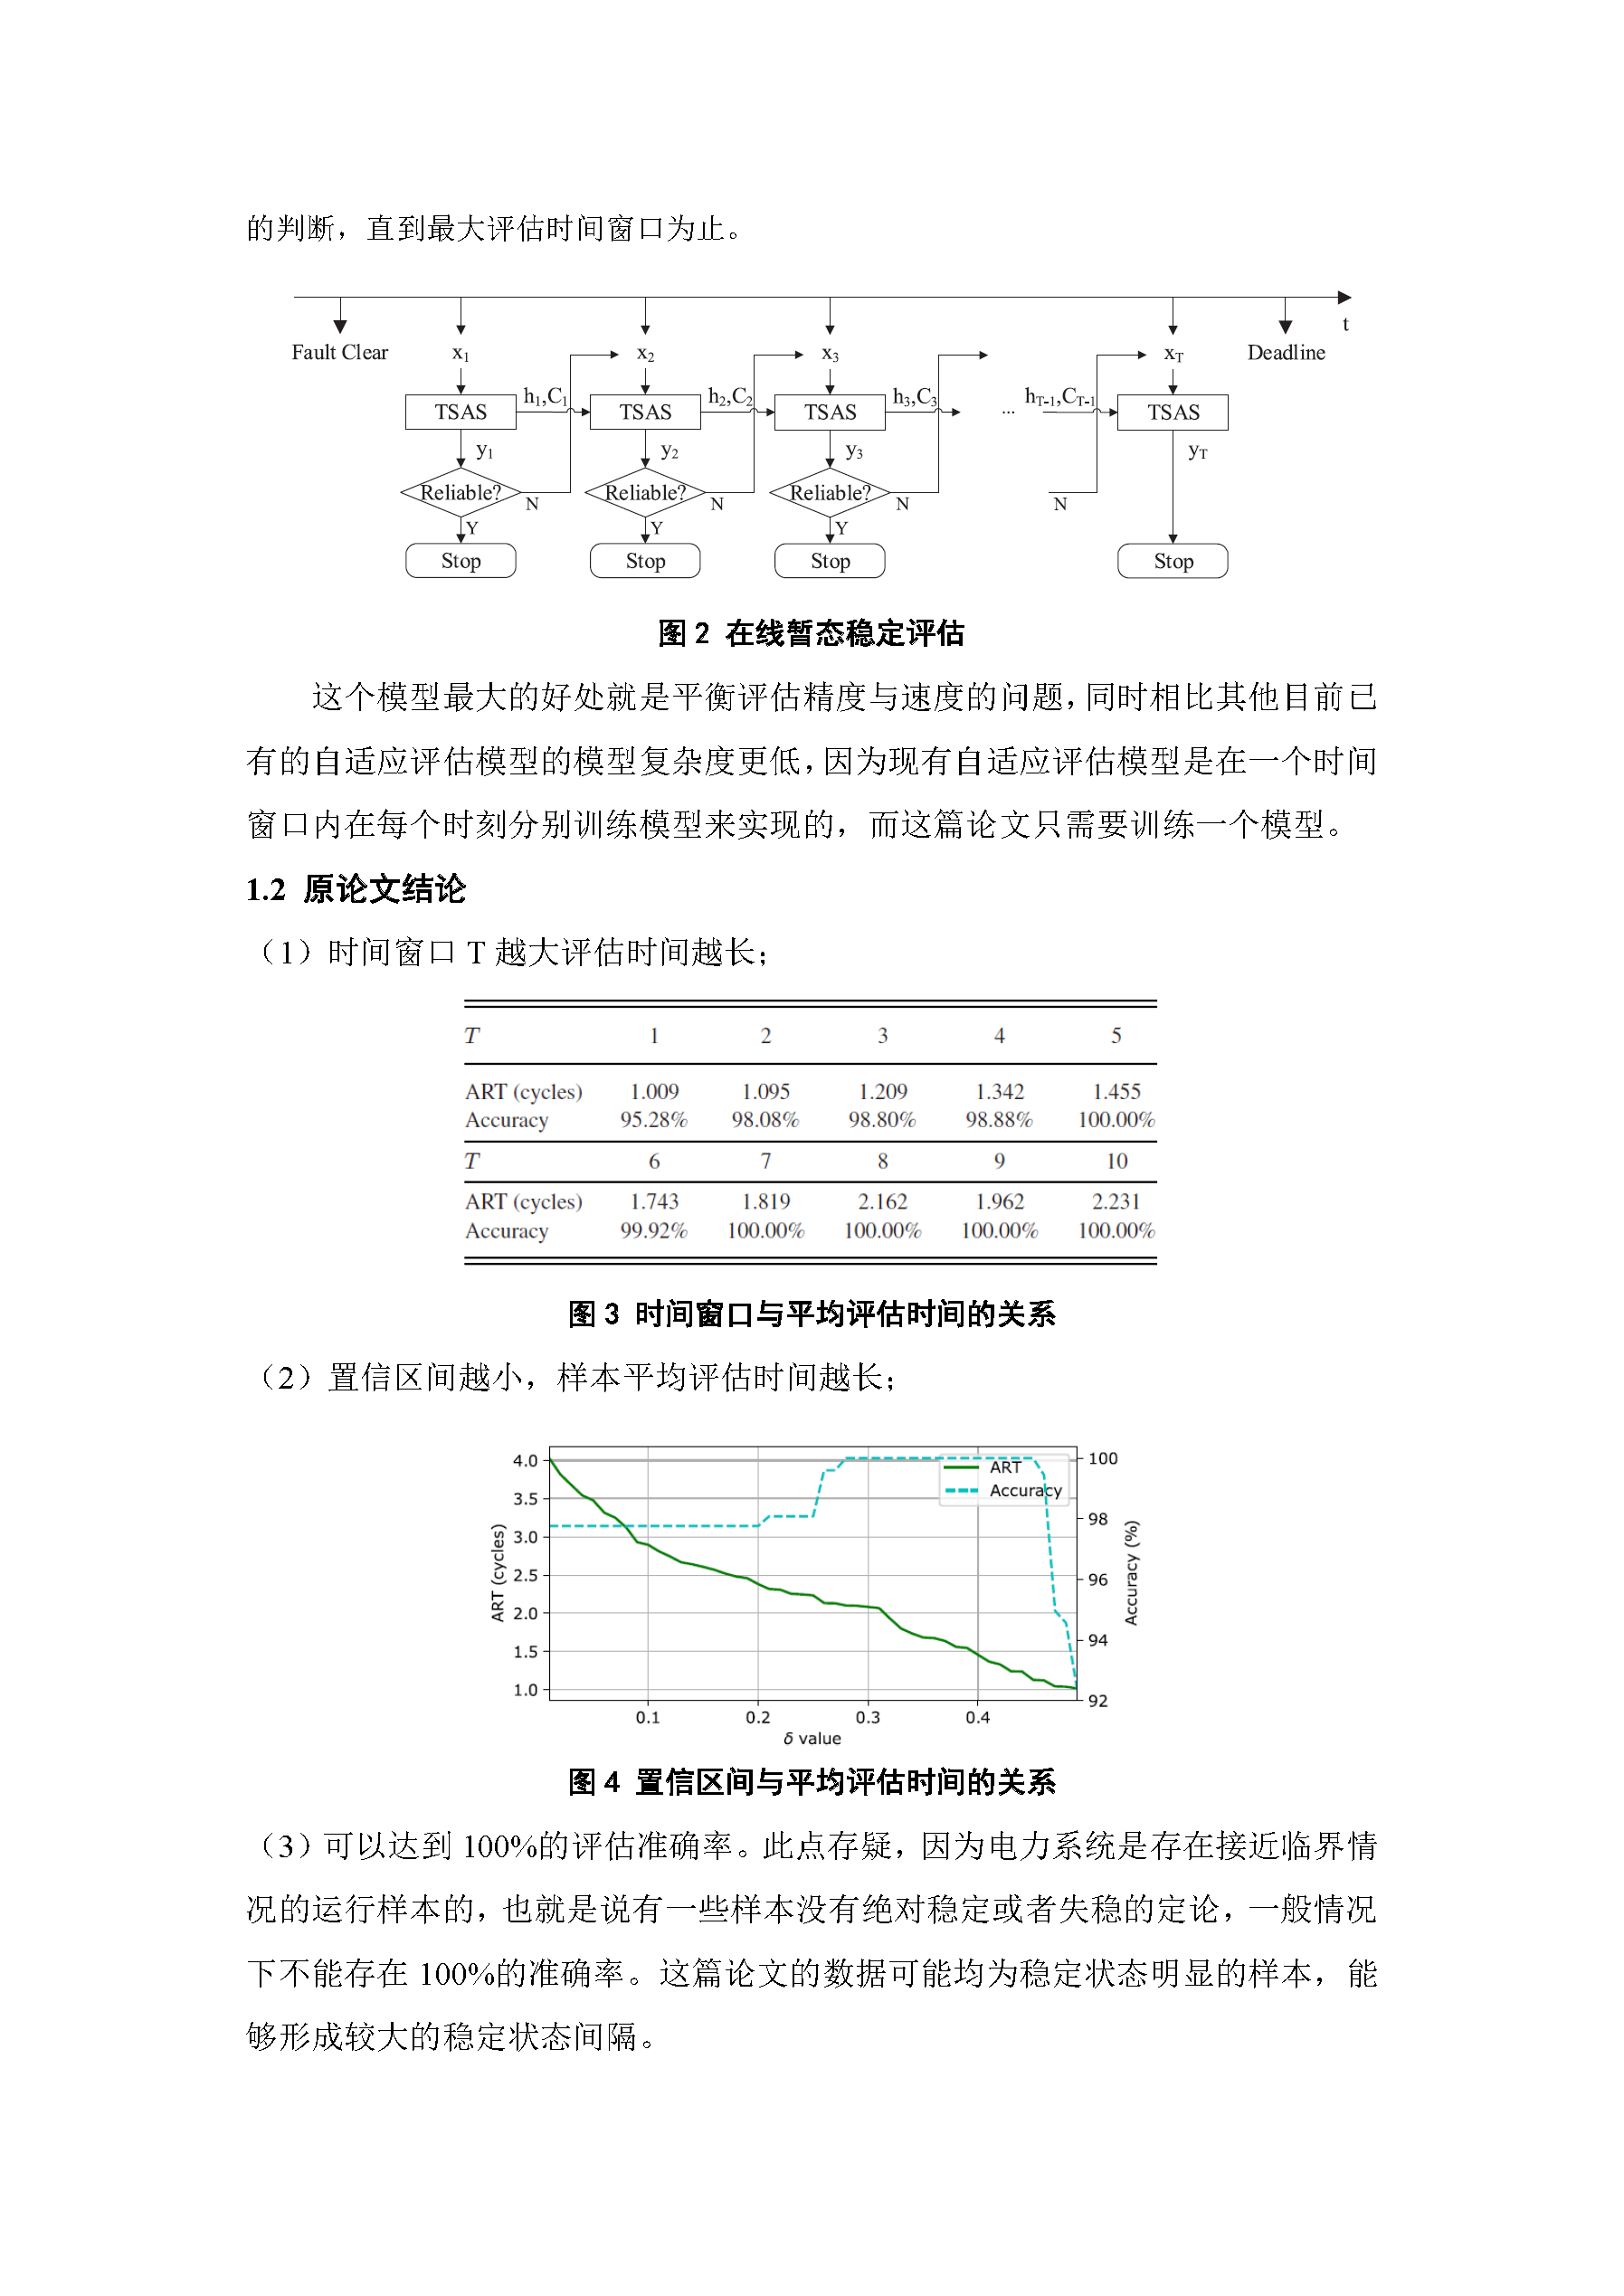 的判断，直到最大评估时间窗口为止。
t
Fault Clear x1 x2 x3 xT Deadline
h1,C1 h2,C2 h3,C3 ... hT-1,CT-1
TSAS TSAS TSAS TSAS
y1 y2 y3 yT
Reliable? Reliable? Reliable?
N N N N
Y Y Y
Stop Stop Stop Stop
图 2 在线暂态稳定评估
这个模型最大的好处就是平衡评估精度与速度的问题，同时相比其他目前已
有的自适应评估模型的模型复杂度更低，因为现有自适应评估模型是在一个时间
窗口内在每个时刻分别训练模型来实现的，而这篇论文只需要训练一个模型。
1.2 原论文结论
（1）时间窗口 T 越大评估时间越长；
T 1 2 3 4 5
ART (cycles) 1.009 1.095 1.209 1.342 1.455
Accuracy 95.28% 98.08% 98.80% 98.88% 100.00%
T 6 7 8 9 10
ART (cycles) 1.743 1.819 2.162 1.962 2.231
Accuracy 99.92% 100.00% 100.00% 100.00% 100.00%
图 3 时间窗口与平均评估时间的关系
（2）置信区间越小，样本平均评估时间越长；
4.0
3.5
3.0
2.5
2.0
1.5
1.0
ART (cycles)
ART
Accuracy
100
98
96
94
92
Accuracy (%)
0.1 0.2 0.3 0.4
δ value
图 4 置信区间与平均评估时间的关系
（3）可以达到 100%的评估准确率。此点存疑，因为电力系统是存在接近临界情
况的运行样本的，也就是说有一些样本没有绝对稳定或者失稳的定论，一般情况
下不能存在 100%的准确率。这篇论文的数据可能均为稳定状态明显的样本，能
够形成较大的稳定状态间隔。